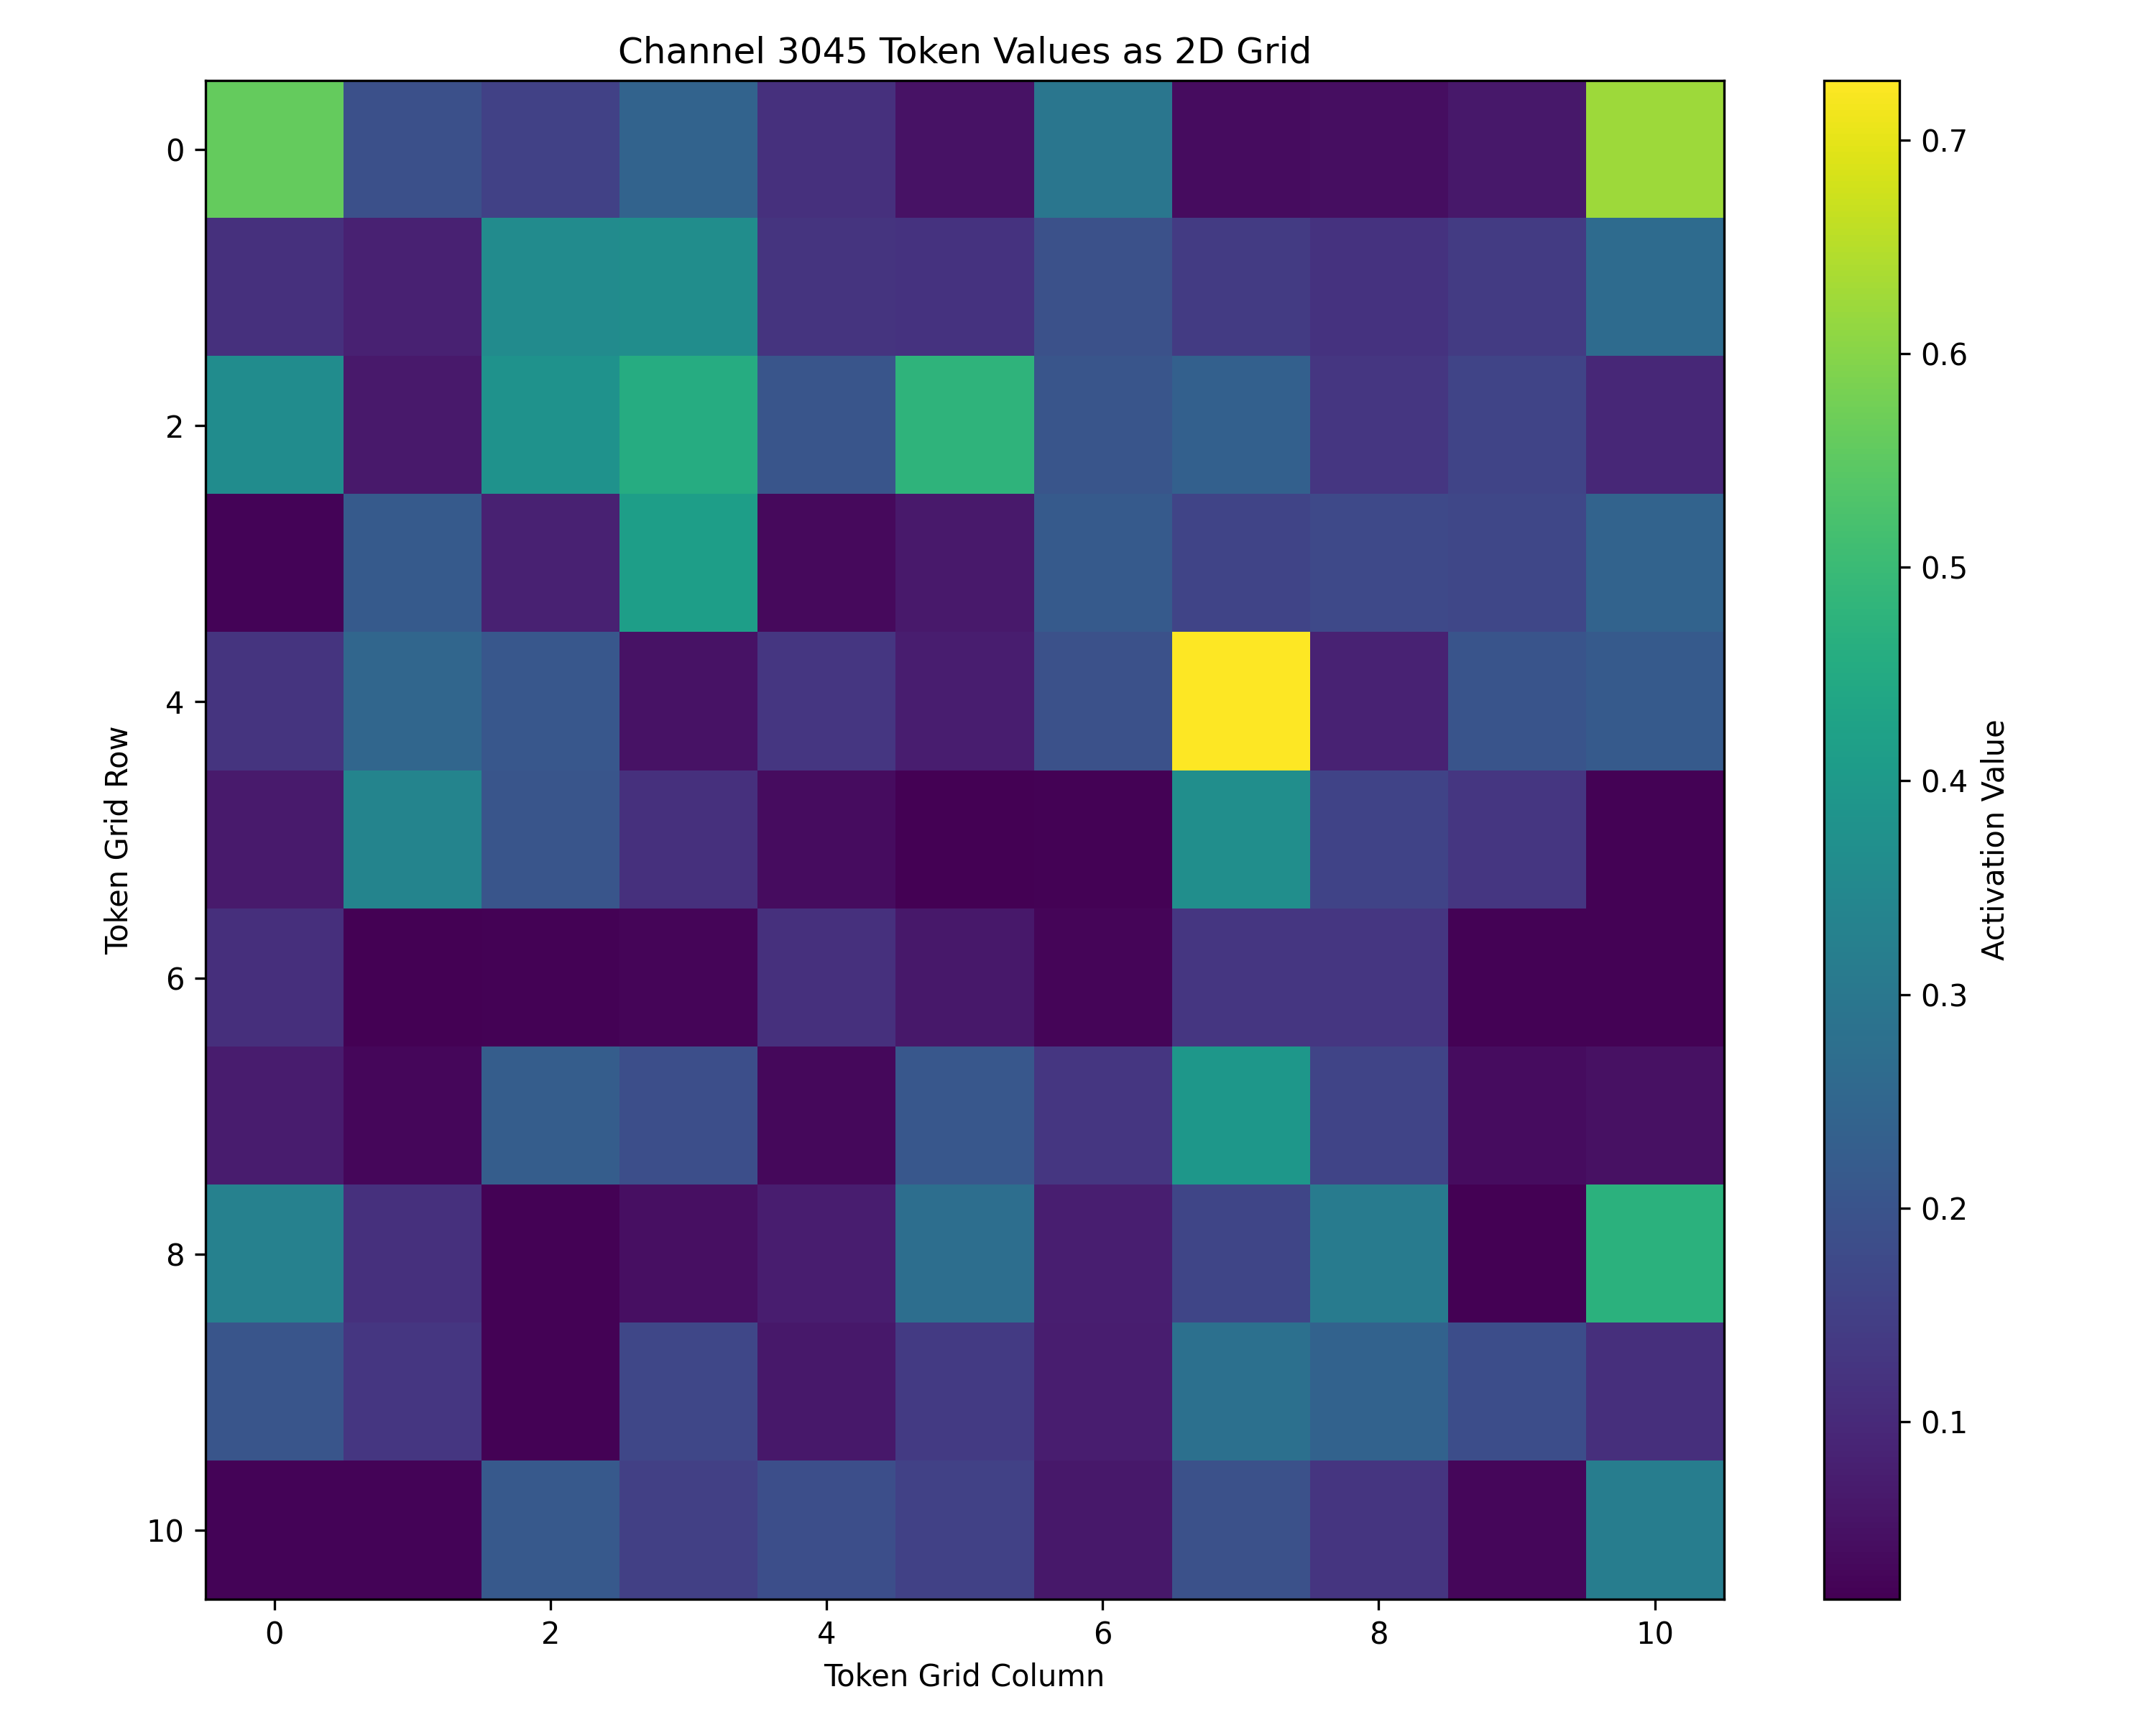 Channel 3045 Token Values as 2D Grid
0
2
4
6
8
10
Token Grid Row
0 2 4 6 8 10
Token Grid Column
0.7
0.6
0.5
0.4
0.3
0.2
0.1
Activation Value